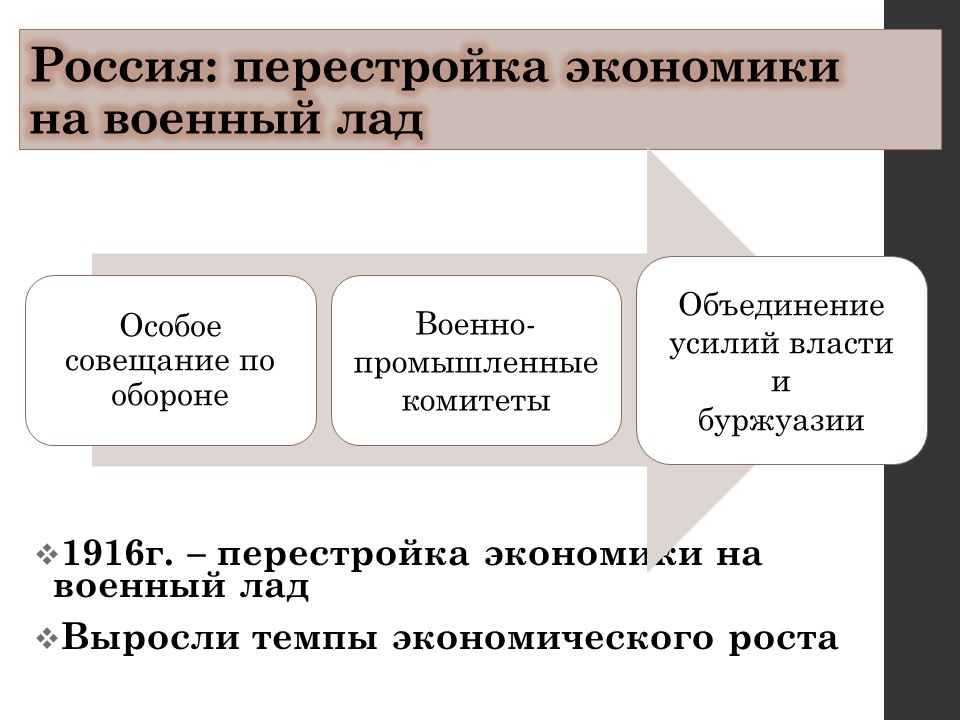 Россия: перестройка экономики
на военный лад
Особое
совещание по
обороне
Военно-
промышленные
комитеты
Объединение
усилий власти
и
буржуазии
1916г. – перестройка экономики на
военный лад
Выросли темпы экономического роста